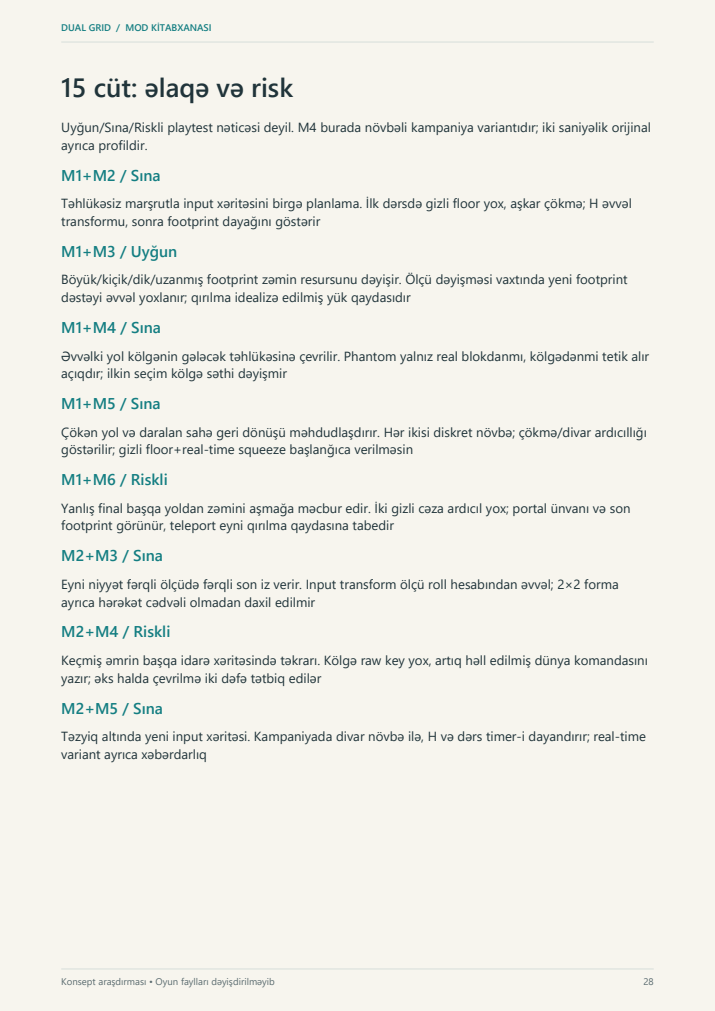 DUAL GRID / MOD KİTABXANASI
15 cüt: əlaqə və risk
Uyğun/Sına/Riskli playtest nəticəsi deyil. M4 burada növbəli kampaniya variantıdır; iki saniyəlik orijinal
ayrıca profildir.
M1+M2 / Sına
Təhlükəsiz marşrutla input xəritəsini birgə planlama. İlk dərsdə gizli floor yox, aşkar çökmə; H əvvəl
transformu, sonra footprint dayağını göstərir
M1+M3 / Uyğun
Böyük/kiçik/dik/uzanmış footprint zəmin resursunu dəyişir. Ölçü dəyişməsi vaxtında yeni footprint
dəstəyi əvvəl yoxlanır; qırılma idealizə edilmiş yük qaydasıdır
M1+M4 / Sına
Əvvəlki yol kölgənin gələcək təhlükəsinə çevrilir. Phantom yalnız real blokdanmı, kölgədənmi tetik alır
açıqdır; ilkin seçim kölgə səthi dəyişmir
M1+M5 / Sına
Çökən yol və daralan sahə geri dönüşü məhdudlaşdırır. Hər ikisi diskret növbə; çökmə/divar ardıcıllığı
göstərilir; gizli floor+real-time squeeze başlanğıca verilməsin
M1+M6 / Riskli
Yanlış final başqa yoldan zəmini aşmağa məcbur edir. İki gizli cəza ardıcıl yox; portal ünvanı və son
footprint görünür, teleport eyni qırılma qaydasına tabedir
M2+M3 / Sına
Eyni niyyət fərqli ölçüdə fərqli son iz verir. Input transform ölçü roll hesabından əvvəl; 2×2 forma
ayrıca hərəkət cədvəli olmadan daxil edilmir
M2+M4 / Riskli
Keçmiş əmrin başqa idarə xəritəsində təkrarı. Kölgə raw key yox, artıq həll edilmiş dünya komandasını
yazır; əks halda çevrilmə iki dəfə tətbiq edilər
M2+M5 / Sına
Təzyiq altında yeni input xəritəsi. Kampaniyada divar növbə ilə, H və dərs timer-i dayandırır; real-time
variant ayrıca xəbərdarlıq
Konsept araşdırması • Oyun faylları dəyişdirilməyib
28